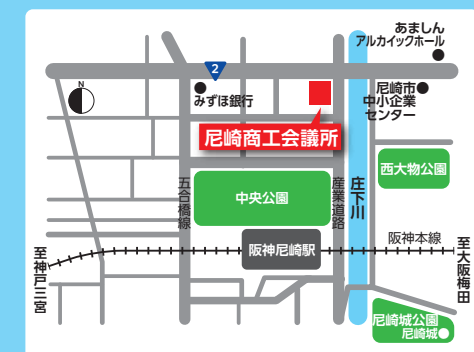 あましん
アルカイックホール
2
N
みずほ銀行
尼崎市
中小企業
センター
尼崎商工会議所
西大物公園
五合橋線
中央公園
産業道路
庄下川
阪神尼崎駅
阪神本線
至神戸三宮
至大阪梅田
尼崎城公園
尼崎城